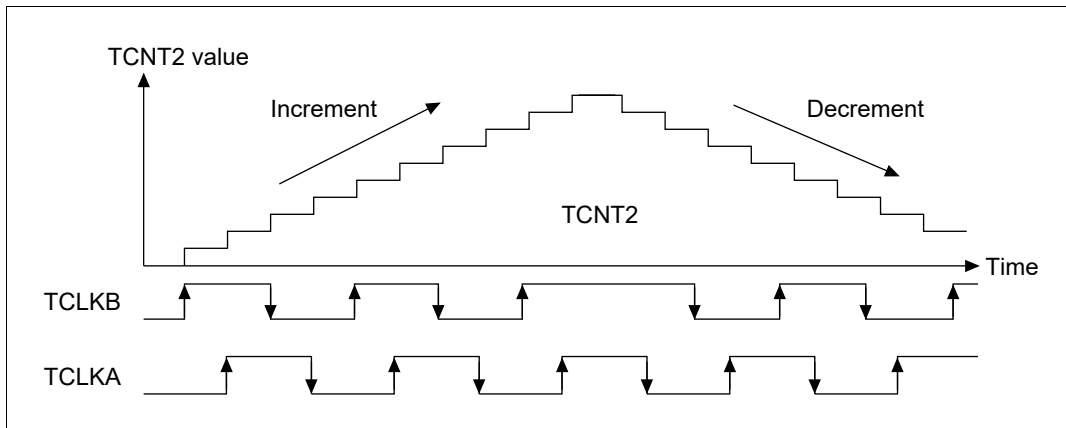 TCNT2 value
Increment
Decrement
TCNT2
Time
TCLKB
TCLKA